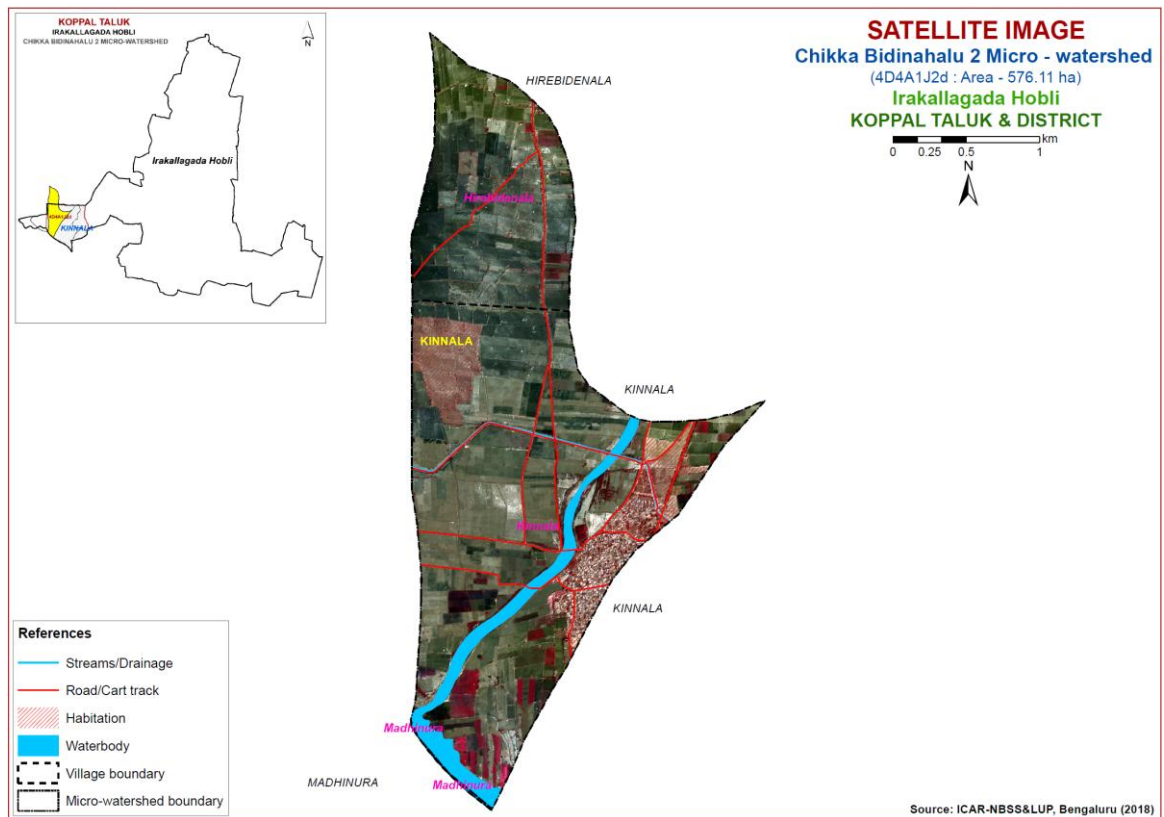 KOPPAL TALUK
IRAKALLAGADA HOBLI
CHIKKA BIDINAHALU 2 MICRO-WATERSHED
N
Irakallagada Hobli
4D4A1J2d
KINNALA
SATELLITE IMAGE
Chikka Bidinahalu 2 Micro - watershed
(4D4A1J2d : Area - 576.11 ha)
Irakallagada Hobli
KOPPAL TALUK & DISTRICT
km
0 0.25 0.5 1
N
HIREBIDENALA
KINNALA
KINNALA
Kinnala
KINNALA
Madhinura
MADHINURA
Madhinura
References
Streams/Drainage
Road/Cart track
Habitation
Waterbody
Village boundary
Micro-watershed boundary
Source: ICAR-NBSS&LUP, Bengaluru (2018)